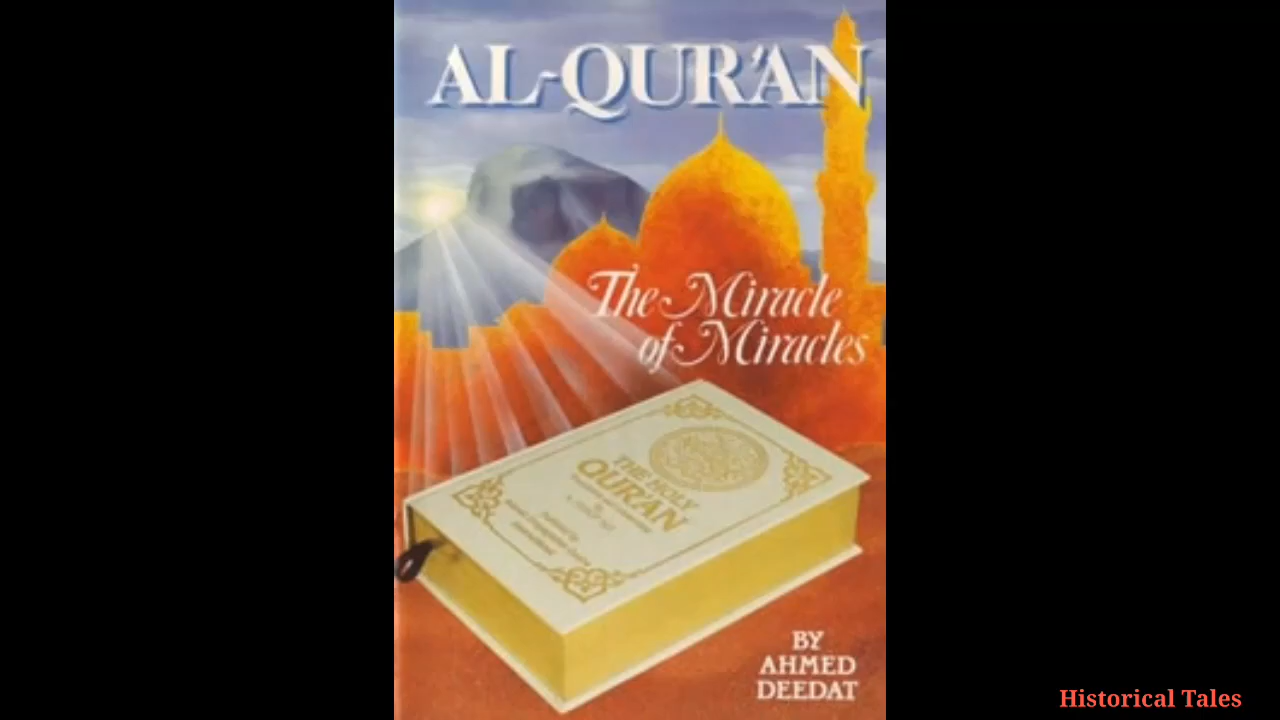 AL-QUR'AN
The Miracle
of Miracles
THE HOLY
QUR'AN
BY
AHMED
DEEDAT
Historical Tales